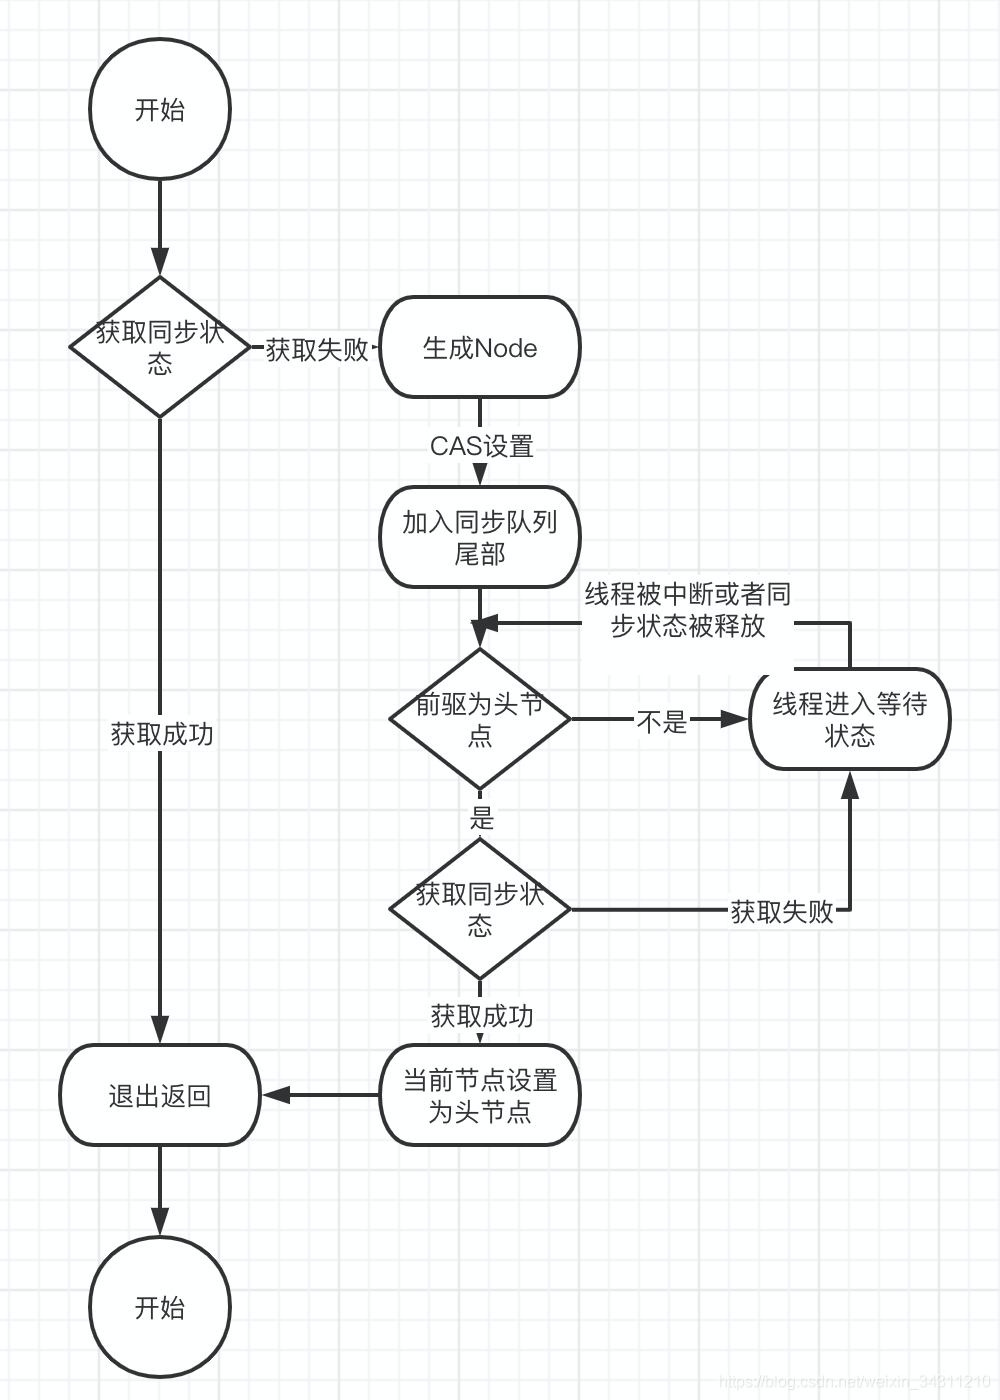 开始
获取同步状
态
获取失败
生成Node
CAS设置
加入同步队列
尾部
线程被中断或者同
步状态被释放
前驱为头节
点
不是
线程进入等待
状态
获取成功
是
获取同步状
态
获取失败
获取成功
当前节点设置
为头节点
退出返回
开始
https://blog.csdn.net/weixin_34311210